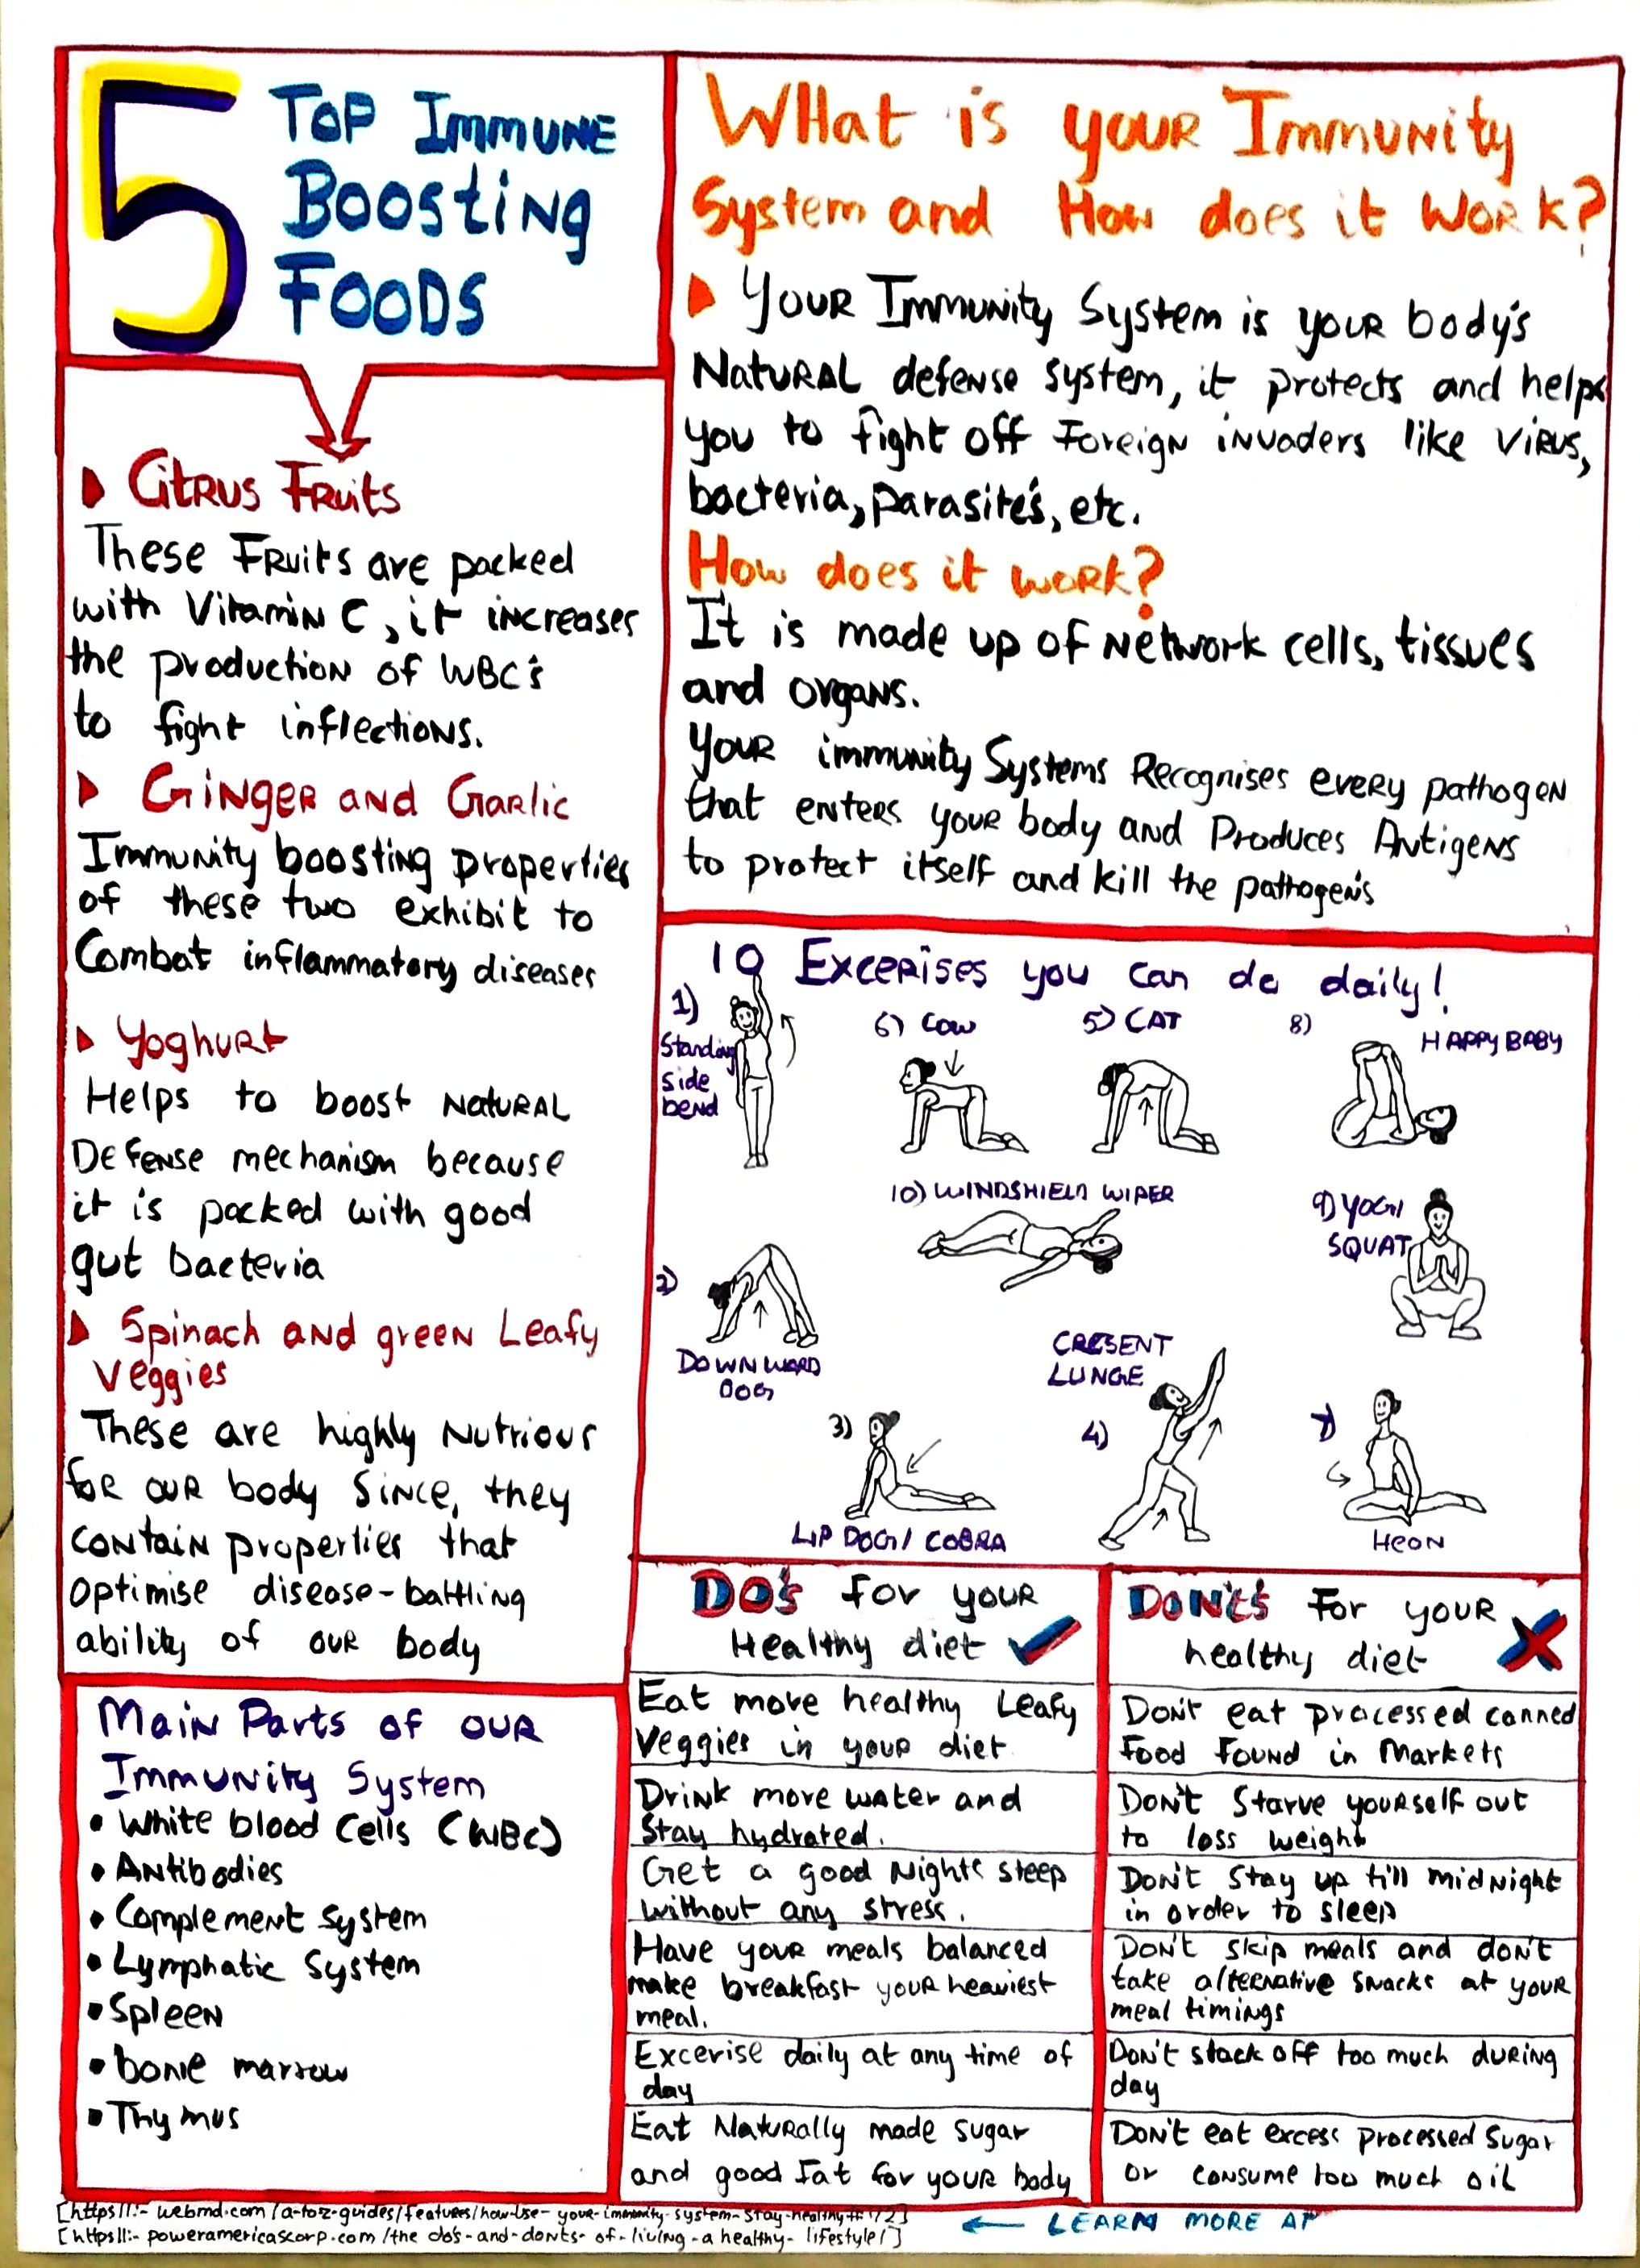 5 TOP IMMUNE
BOOSTING
FOODS
Citrus Fruits
These Fruits are packed
with Vitamin C, it increases
the production of WBC's
to fight inflections.
Ginger and Garlic
Immunity boosting properties
of these two exhibit to
Combat inflammatory diseases
Yoghurt
Helps to boost Natural
Defense mechanism because
it is packed with good
gut bacteria
Spinach and green Leafy
Veggies
These are highly Nutrious
for our body since, they
contain properties that
optimise disease-battling
ability of our body
Main Parts of our
Immunity System
• White blood Cells (WBC)
• Antibodies
• Complement System
• Lymphatic System
• Spleen
• bone marrow
• Thymus
What is your Immunity
System and How does it work?
Your Immunity System is your body's
Natural defense system, it protects and helps
you to fight off Foreign invaders like Virus,
bacteria, parasite's, etc.
How does it work?
It is made up of network cells, tissues
and organs.
Your immunity Systems Recognises every pathogen
that enters your body and Produces Antigens
to protect itself and kill the pathogen's
10 Excerises you can do daily!
1)
Standing
side
bend
6) Cow
5) CAT
8) HAPPY BABY
10) WINDSHIELD WIPER
9) YOGI
SQUAT
2)
DOWNWARD
DOG
3)
LIP DOG/ COBRA
CRESENT
LUNGE
4)
7)
HEON
DO's For your
Healthy diet
Eat more healthy Leafy
Veggies in your diet
Drink more water and
Stay hydrated.
Get a good Nights sleep
without any stress.
Have your meals balanced
make breakfast your heaviest
meal.
Excerise daily at any time of
day
Eat Naturally made sugar
and good Fat for your body
DON'T's For your
healthy diet
Don't eat processed canned
Food Found in Markets
Don't Starve yourself out
to loss weight
Don't Stay up till midnight
in order to sleep
Don't skip meals and don't
take alternative snacks at your
meal timings
Don't slack off too much during
day
Don't eat excess processed Sugar
or consume too much oil
[https//:- webmd.com/a-to-z-guides/features/how-use-your-immunity-system-stay-healthy#1/2]
[https//:- poweramericascorp.com/the do's-and-donts-of-living-a healthy-lifestyle/]
LEARN MORE AT